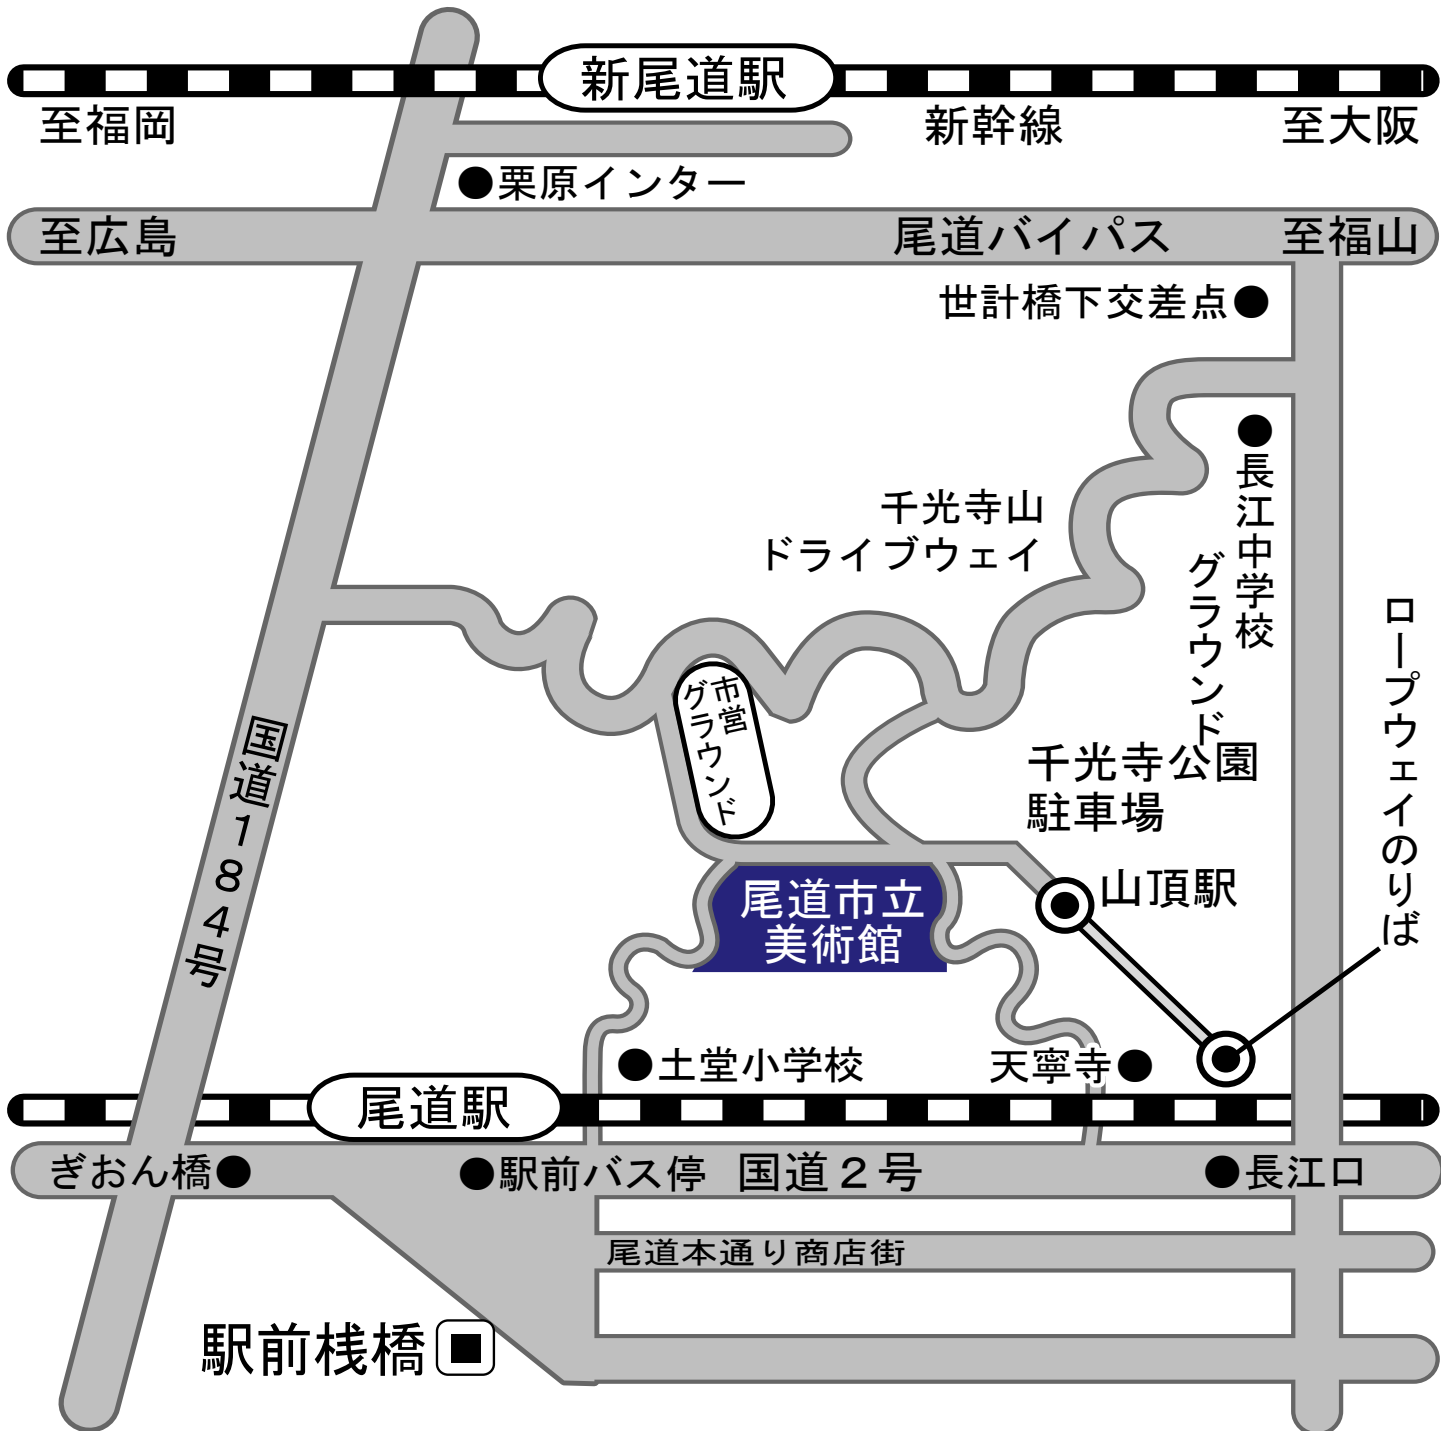 新尾道駅
至福岡
新幹線
至大阪
栗原インター
至広島
尾道バイパス
至福山
世計橋下交差点
長江中学校
グラウンド
千光寺山
ドライブウェイ
ロープウェイのりば
市営
グラウンド
国道184号
千光寺公園
駐車場
山頂駅
尾道市立
美術館
土堂小学校
天寧寺
尾道駅
ぎおん橋
駅前バス停
国道2号
長江口
尾道本通り商店街
駅前桟橋